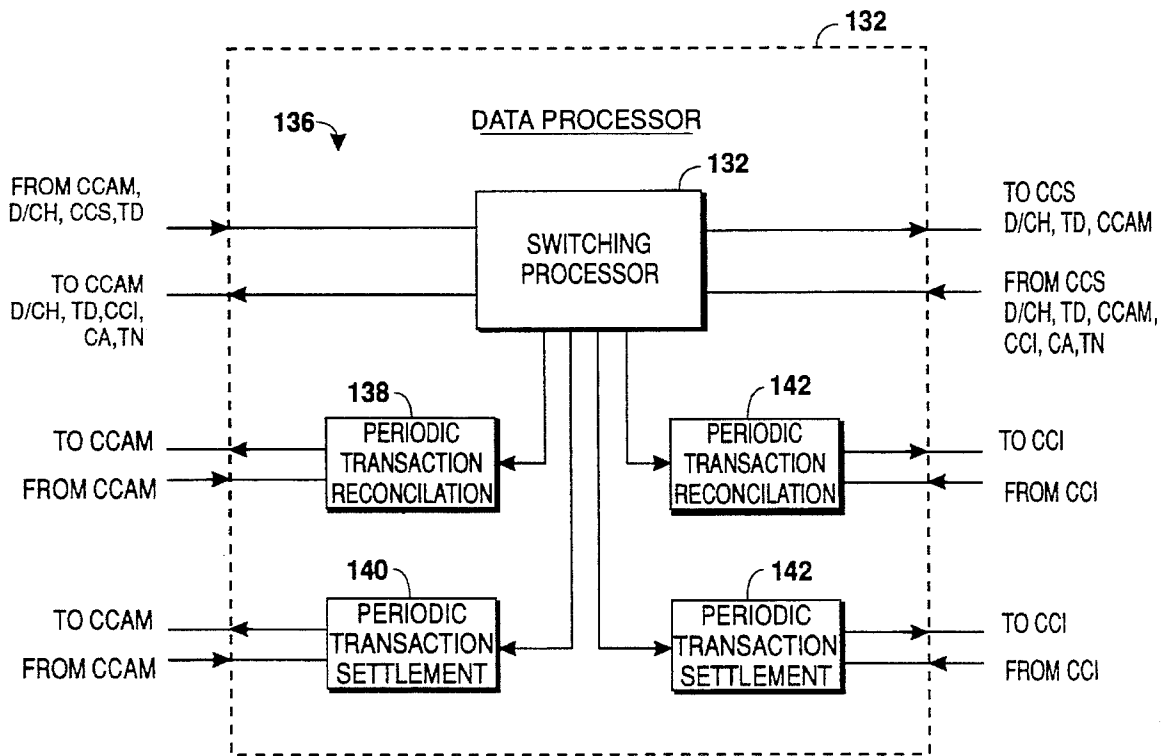 132
136
DATA PROCESSOR
132
FROM CCAM,
D/CH, CCS,TD
SWITCHING
PROCESSOR
TO CCS
D/CH, TD, CCAM
TO CCAM
D/CH, TD,CCI,
CA,TN
FROM CCS
D/CH, TD, CCAM,
CCI, CA,TN
138
142
TO CCAM
FROM CCAM
PERIODIC
TRANSACTION
RECONCILATION
PERIODIC
TRANSACTION
RECONCILATION
TO CCI
FROM CCI
140
142
TO CCAM
FROM CCAM
PERIODIC
TRANSACTION
SETTLEMENT
PERIODIC
TRANSACTION
SETTLEMENT
TO CCI
FROM CCI